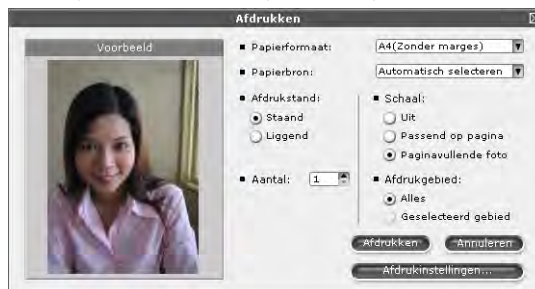 Afdrukken
Voorbeeld
Papierformaat: A4(Zonder marges)
Papierbron: Automatisch selecteren
Afdrukstand:
Staand
Liggend
Aantal: 1
Schaal:
Uit
Passend op pagina
Paginavullende foto
Afdrukgebied:
Alles
Geselecteerd gebied
Afdrukken Annuleren
Afdrukinstellingen...